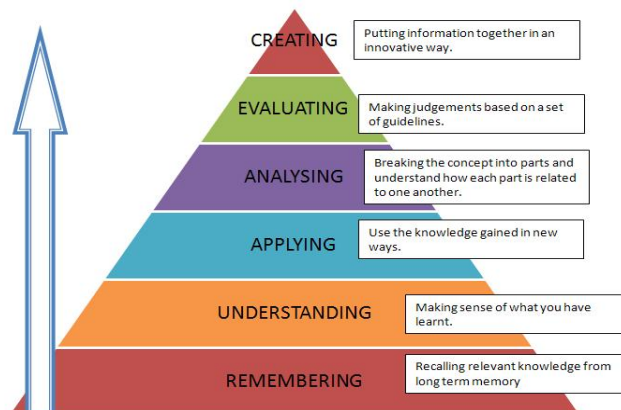 CREATING
Putting information together in an
innovative way.
EVALUATING
Making judgements based on a set
of guidelines.
ANALYSING
Breaking the concept into parts and
understand how each part is related
to one another.
APPLYING
Use the knowledge gained in new
ways.
UNDERSTANDING
Making sense of what you have
learnt.
REMEMBERING
Recalling relevant knowledge from
long term memory